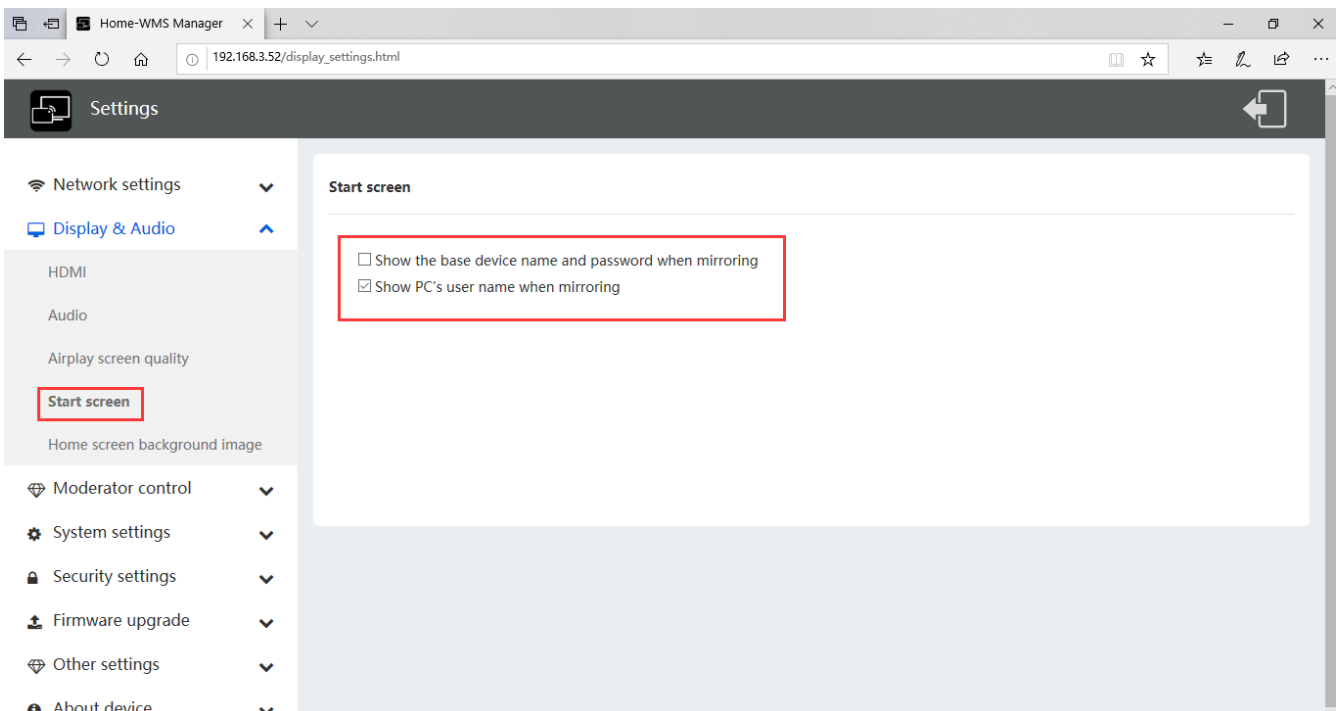 Home-WMS Manager
192.168.3.52/display_settings.html
Settings
Network settings
Display & Audio
HDMI
Audio
Airplay screen quality
Start screen
Home screen background image
Moderator control
System settings
Security settings
Firmware upgrade
Other settings
About device
Start screen
Show the base device name and password when mirroring
Show PC's user name when mirroring